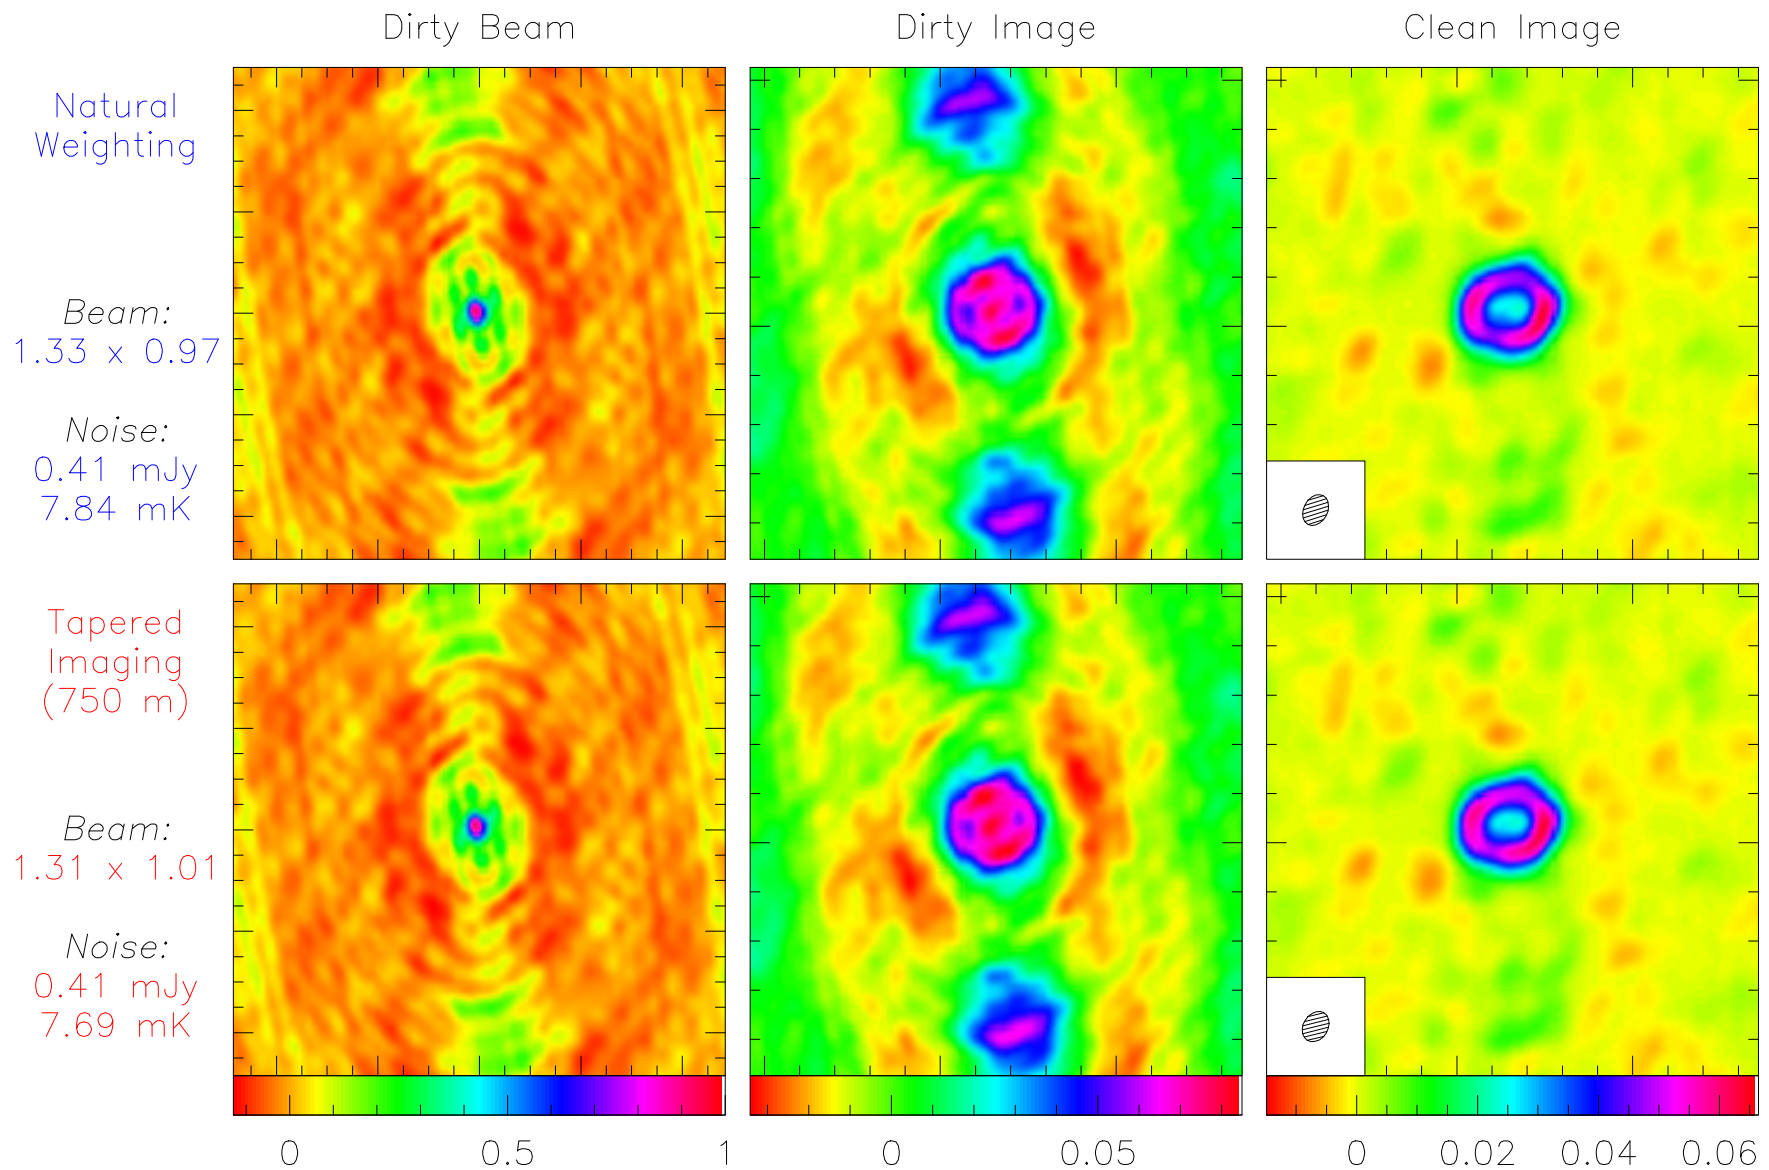 Dirty Beam
Dirty Image
Clean Image
Natural
Weighting
Beam:
1.33 x 0.97
Noise:
0.41 mJy
7.84 mK
Tapered
Imaging
(750 m)
Beam:
1.31 x 1.01
Noise:
0.41 mJy
7.69 mK
0 0.5 1
0 0.05
0 0.02 0.04 0.06